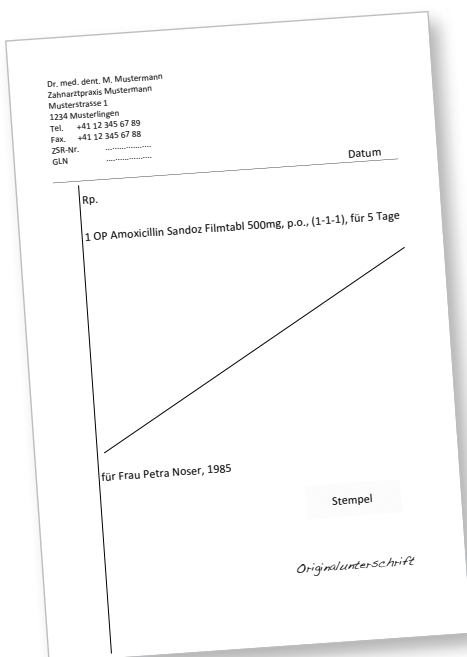 Dr. med. dent. M. Mustermann
Zahnarztpraxis Mustermann
Musterstrasse 1
1234 Musterlingen
Tel. +41 12 345 67 89
Fax. +41 12 345 67 88
ZSR-Nr. ....................
GLN ....................
Datum
Rp.
1 OP Amoxicillin Sandoz Filmtabl 500mg, p.o., (1-1-1), für 5 Tage
für Frau Petra Noser, 1985
Stempel
Originalunterschrift